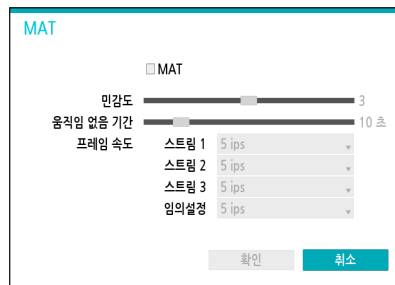 MAT
MAT
민감도 3
움직임 없음 기간 10 초
프레임 속도 스트림 1 5 ips
스트림 2 5 ips
스트림 3 5 ips
임의설정 5 ips
확인 취소